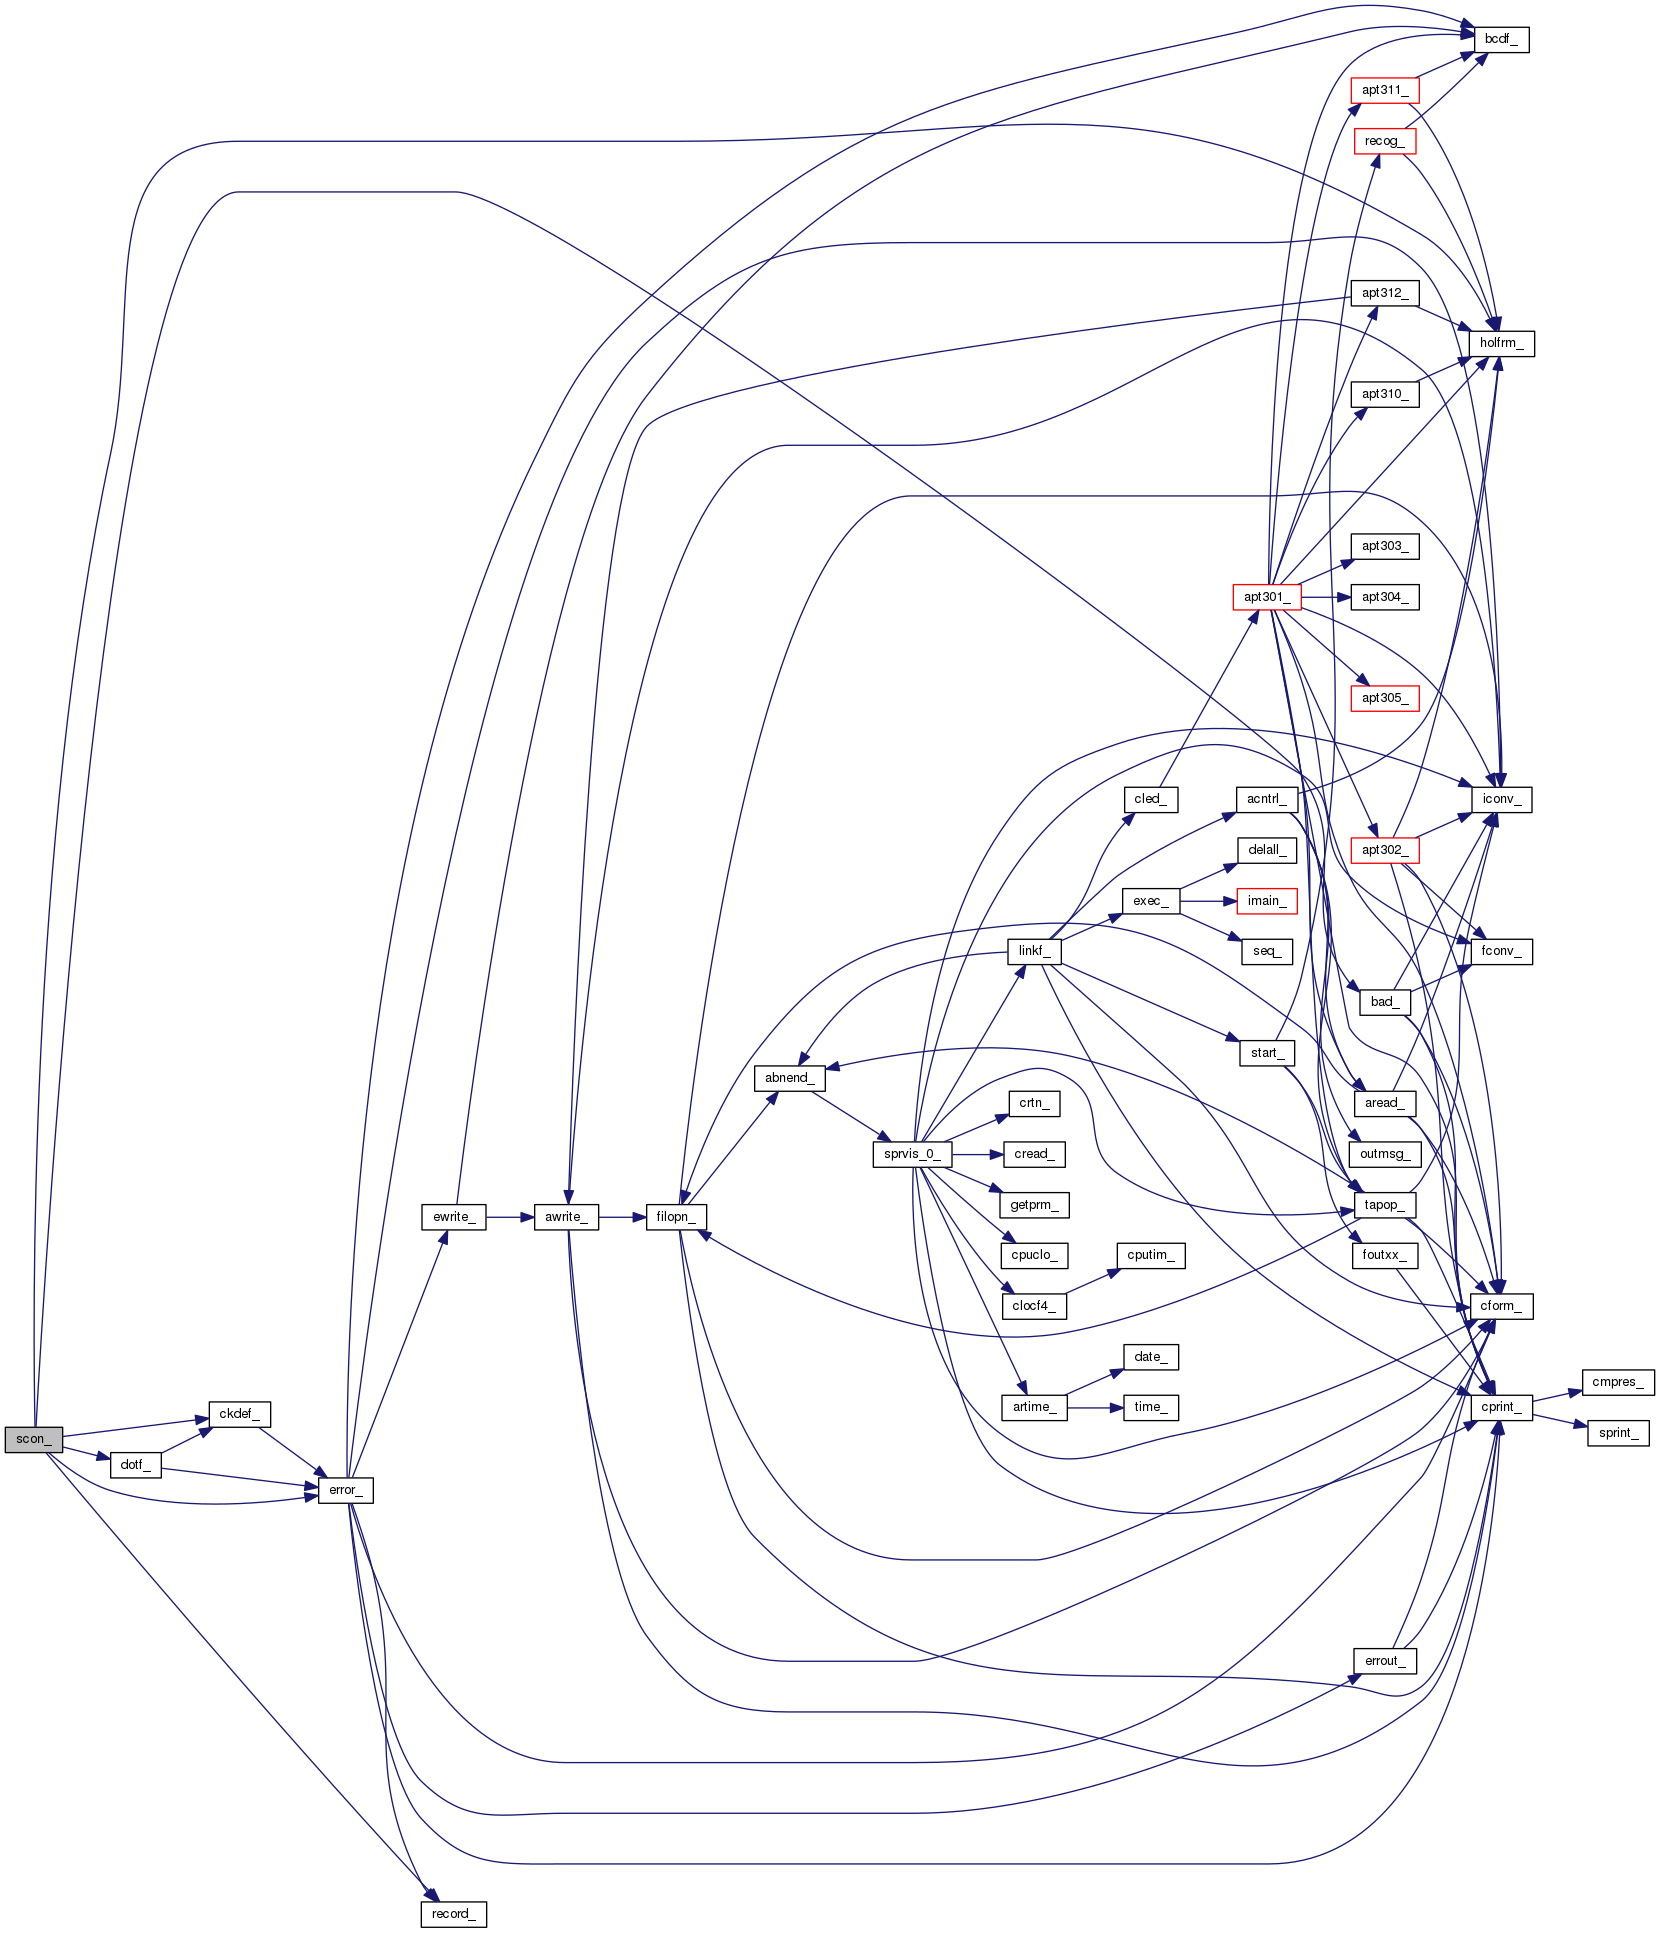 bcdf_
apt311_
recog_
apt312_
holfrm_
apt310_
apt303_
apt301_
apt304_
apt305_
cled_
acntrl_
iconv_
delall_
apt302_
exec_
imain_
linkf_
seq_
fconv_
bad_
start_
abnend_
crtn_
aread_
sprvis_0_
cread_
outmsg_
getprm_
tapop_
ewrite_
awrite_
filopn_
cpuclo_
cputim_
foutxx_
clocf4_
cform_
date_
cmpres_
ckdef_
artime_
time_
cprint_
scon_
sprint_
dotf_
error_
errout_
record_